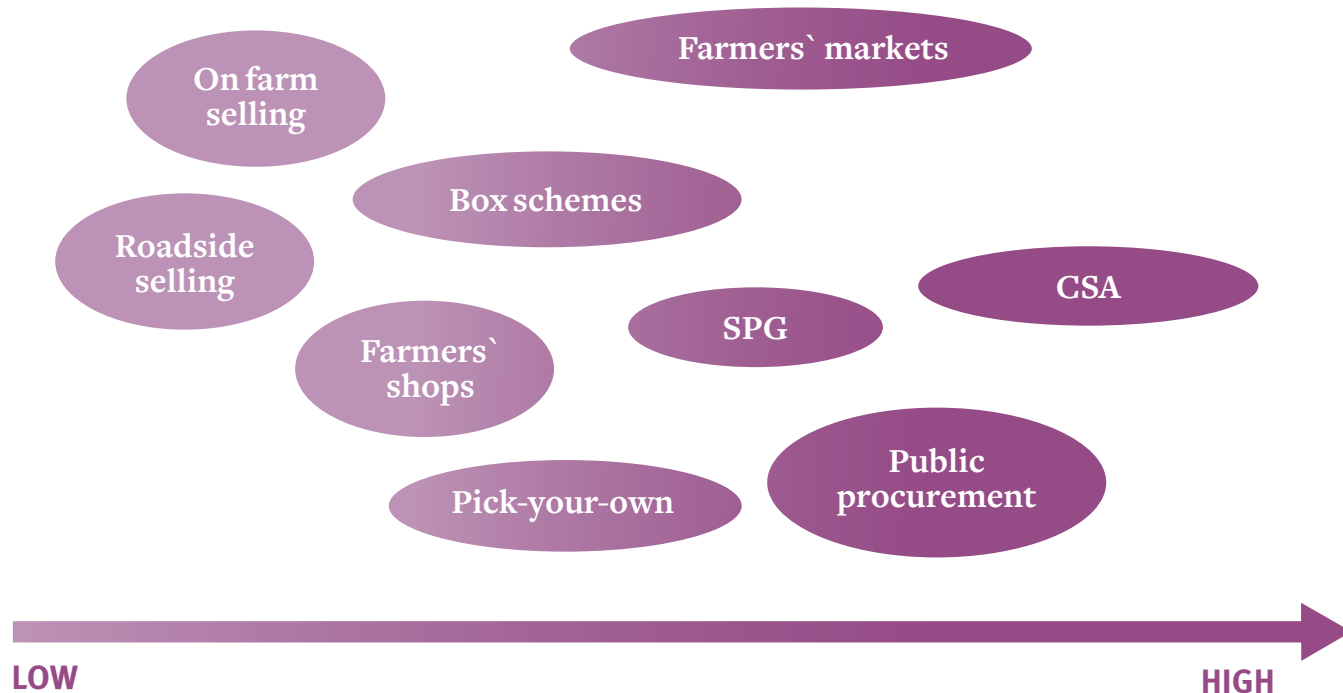 Farmers` markets
On farm
selling
Box schemes
Roadside
selling
CSA
SPG
Farmers`
shops
Public
procurement
Pick-your-own
LOW
HIGH